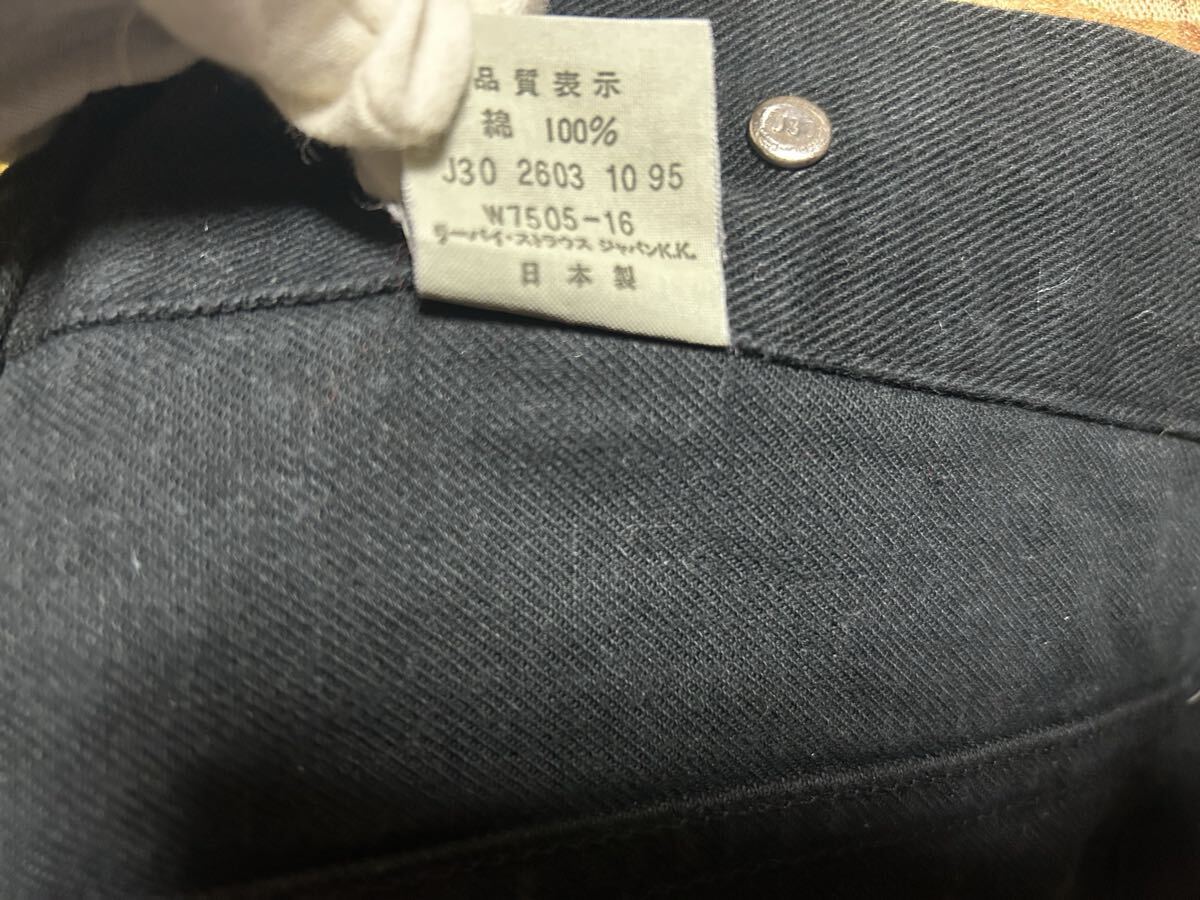 品質表示
綿 100%
J30 2603 10 95
W7505-16
リーバイ・ストラウス ジャパンK.K.
日本製
J30